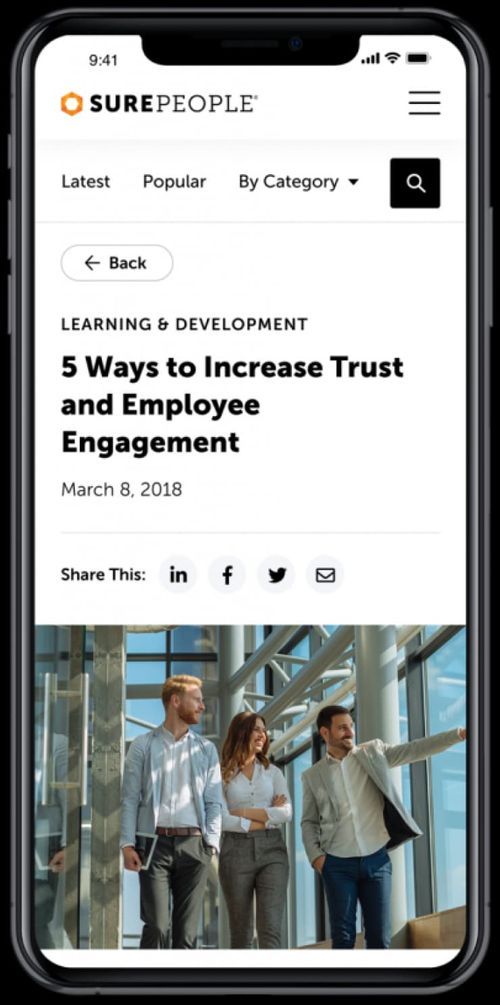 9:41
SUREPEOPLE®
Latest Popular By Category
Back
LEARNING & DEVELOPMENT
5 Ways to Increase Trust
and Employee
Engagement
March 8, 2018
Share This: in f